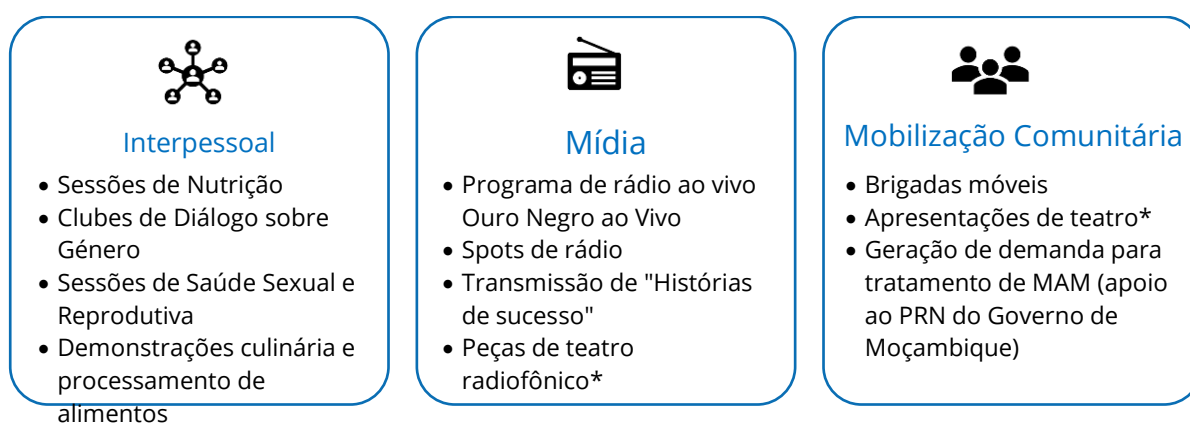 Interpessoal
• Sessões de Nutrição
• Clubes de Diálogo sobre
Género
• Sessões de Saúde Sexual e
Reprodutiva
• Demonstrações culinária e
processamento de
alimentos
Mídia
• Programa de rádio ao vivo
Ouro Negro ao Vivo
• Spots de rádio
• Transmissão de "Histórias
de sucesso"
• Peças de teatro
radiofônico*
Mobilização Comunitária
• Brigadas móveis
• Apresentações de teatro*
• Geração de demanda para
tratamento de MAM (apoio
ao PRN do Governo de
Moçambique)